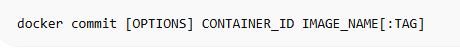 docker commit [OPTIONS] CONTAINER_ID IMAGE_NAME[:TAG]